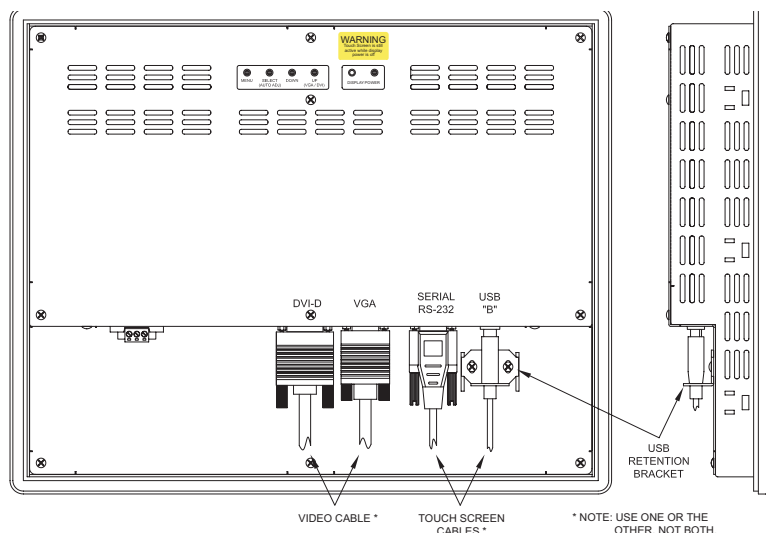 WARNING
Touch Screen is still
active while display
power is off
MENU
SELECT
(AUTO ADJ)
DOWN
UP
(VGA / DVI)
DISPLAY POWER
DVI-D
VGA
SERIAL
RS-232
USB
"B"
USB
RETENTION
BRACKET
VIDEO CABLE *
TOUCH SCREEN
CABLES *
* NOTE: USE ONE OR THE
OTHER, NOT BOTH.